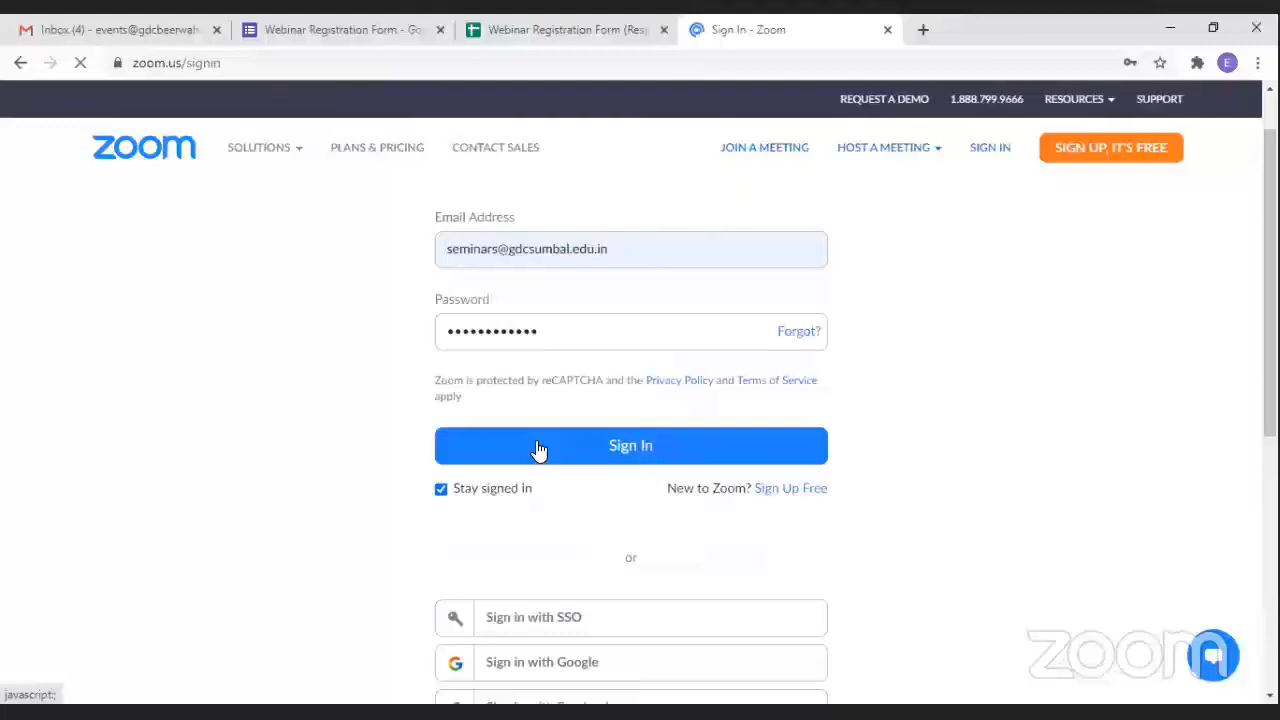 Inbox (4) - events@gdcbeerwah
Webinar Registration Form - Go
Webinar Registration Form (Res
Sign In - Zoom
zoom.us/signin
E
REQUEST A DEMO 1.888.799.9666 RESOURCES SUPPORT
zoom SOLUTIONS PLANS & PRICING CONTACT SALES JOIN A MEETING HOST A MEETING SIGN IN SIGN UP, IT'S FREE
Email Address
seminars@gdcsumbal.edu.in
Password
•••••••••••• Forgot?
Zoom is protected by reCAPTCHA and the Privacy Policy and Terms of Service
apply
Sign In
Stay signed in New to Zoom? Sign Up Free
or
Sign in with SSO
zoom
Sign in with Google
javascript:;